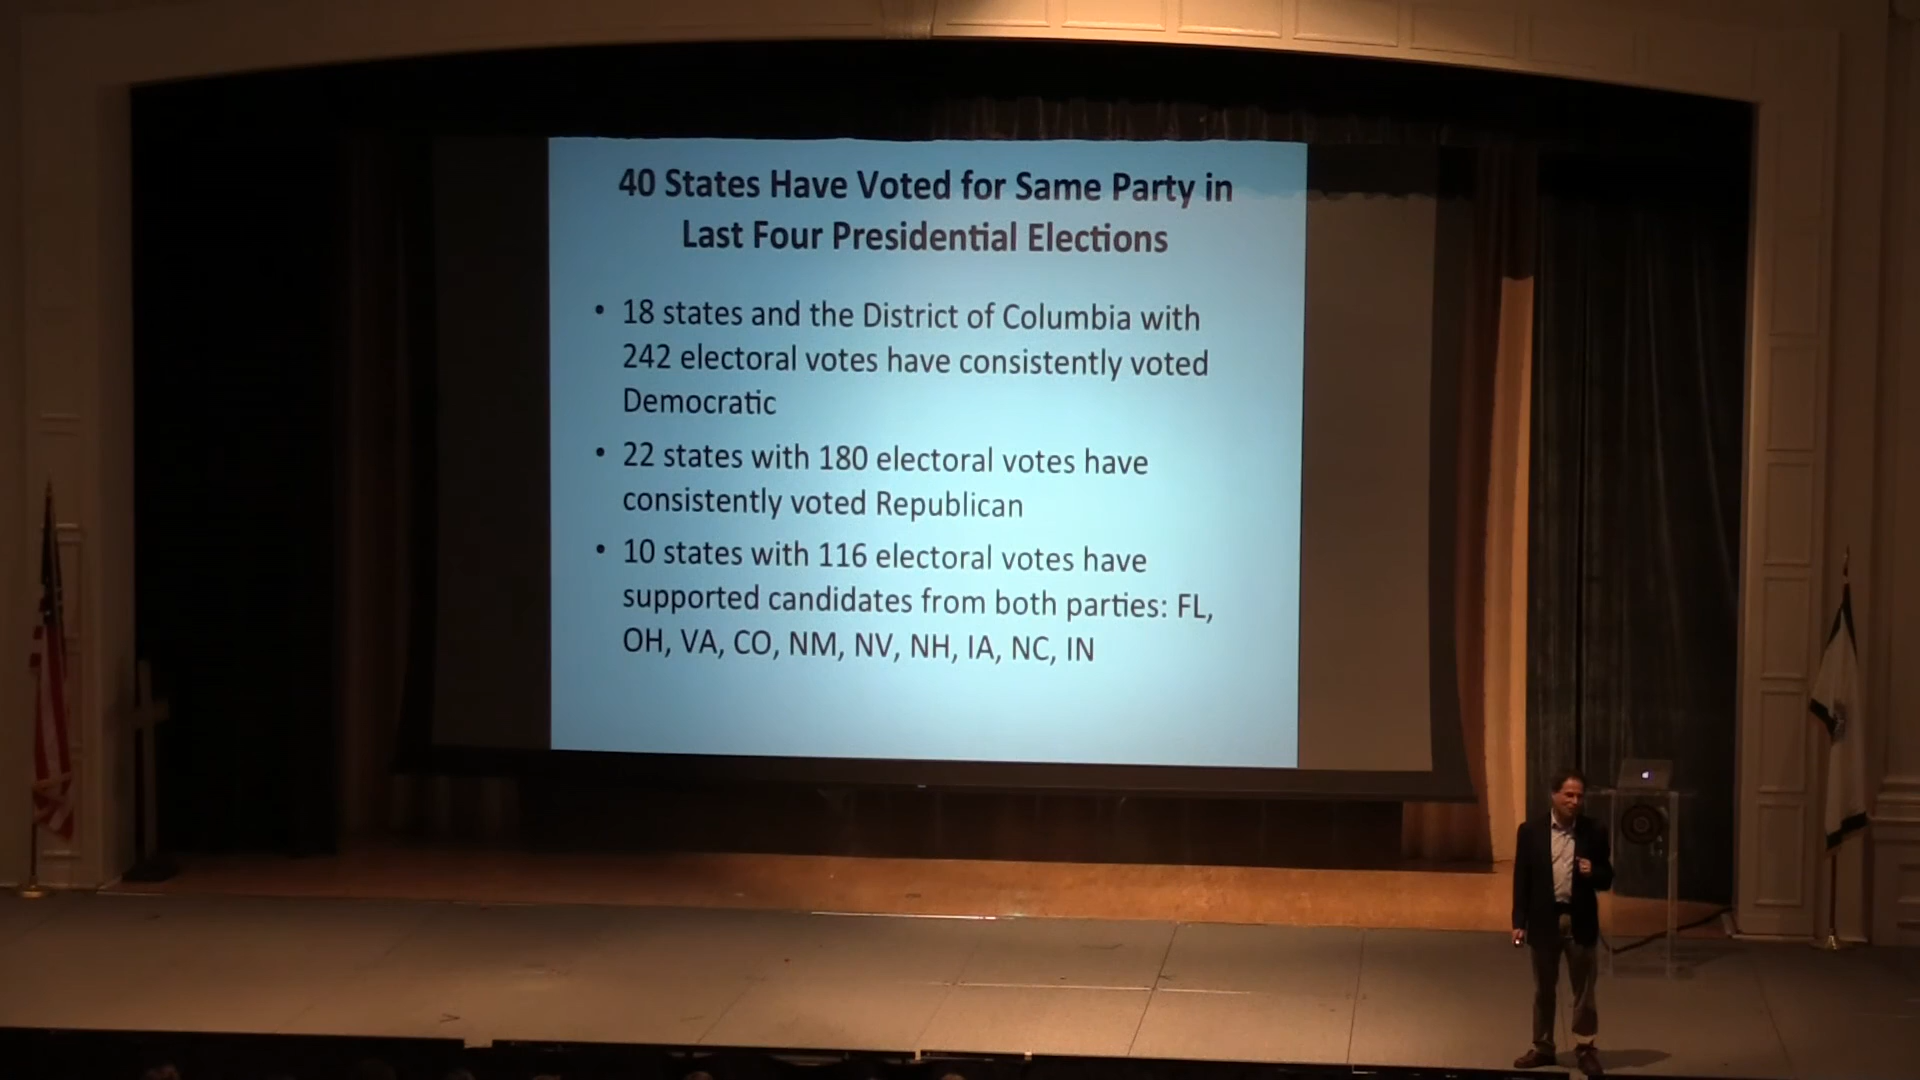 40 States Have Voted for Same Party in
Last Four Presidential Elections
• 18 states and the District of Columbia with
242 electoral votes have consistently voted
Democratic
• 22 states with 180 electoral votes have
consistently voted Republican
• 10 states with 116 electoral votes have
supported candidates from both parties: FL,
OH, VA, CO, NM, NV, NH, IA, NC, IN